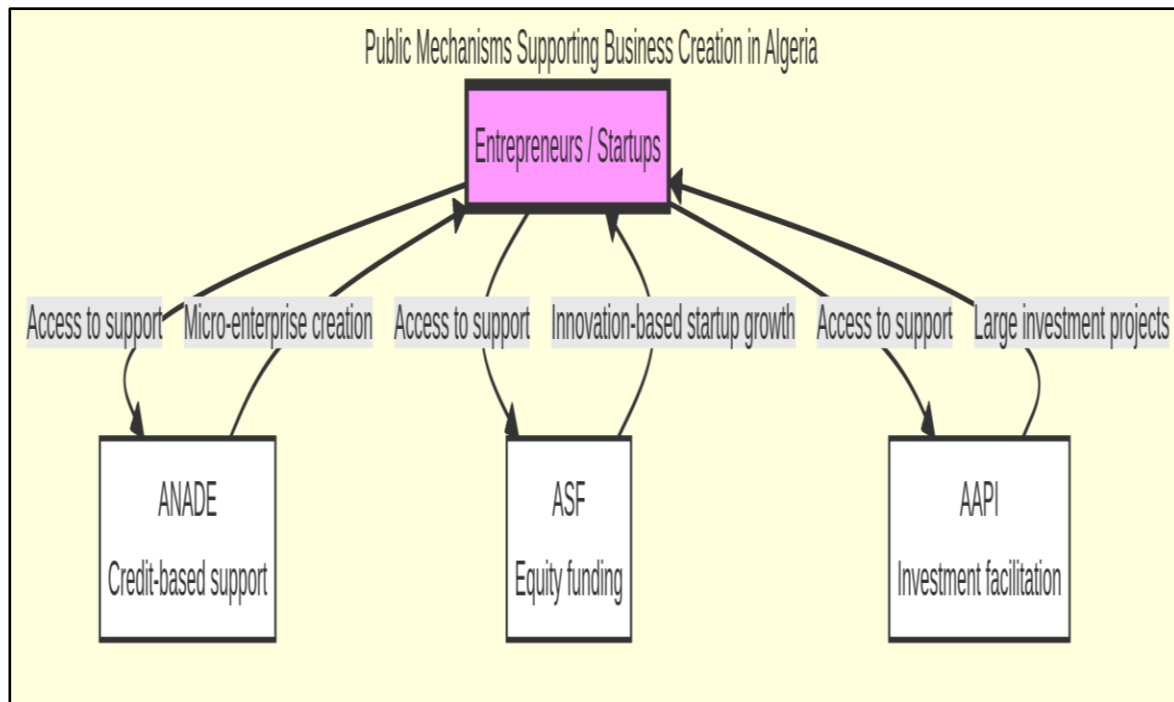 Public Mechanisms Supporting Business Creation in Algeria
Entrepreneurs / Startups
Access to support
Micro-enterprise creation
Access to support
Innovation-based startup growth
Access to support
Large investment projects
ANADE
Credit-based support
ASF
Equity funding
AAPI
Investment facilitation